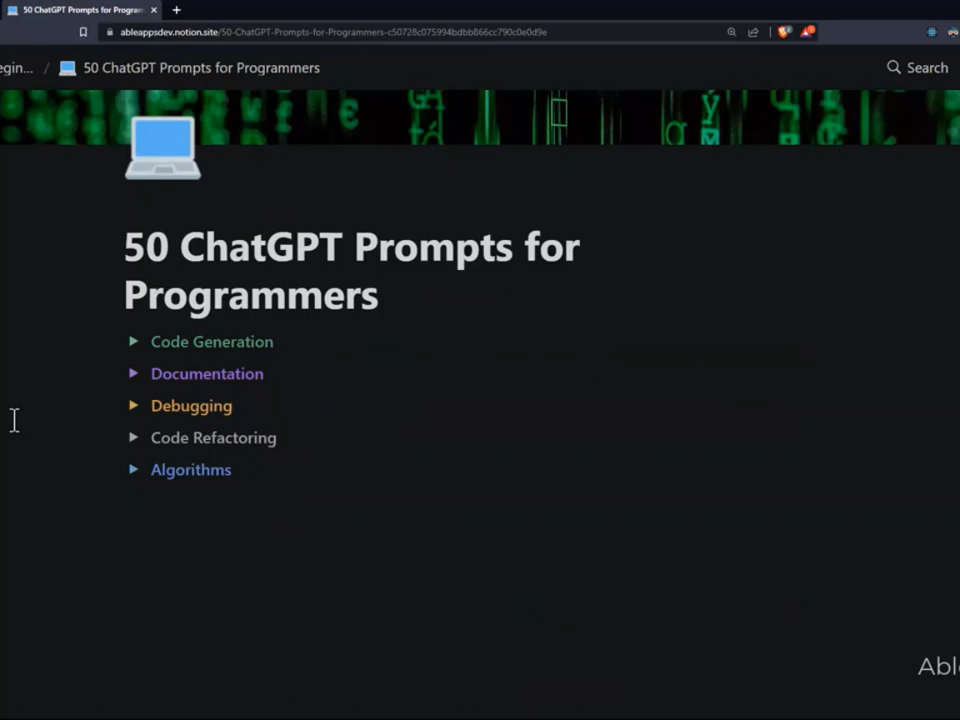 50 ChatGPT Prompts for Program
ableappsdev.notion.site/50-ChatGPT-Prompts-for-Programmers-c50728c075994bdbb866cc790c0e0d9e
egin... / 50 ChatGPT Prompts for Programmers
Search
50 ChatGPT Prompts for
Programmers
Code Generation
Documentation
Debugging
Code Refactoring
Algorithms
Abl